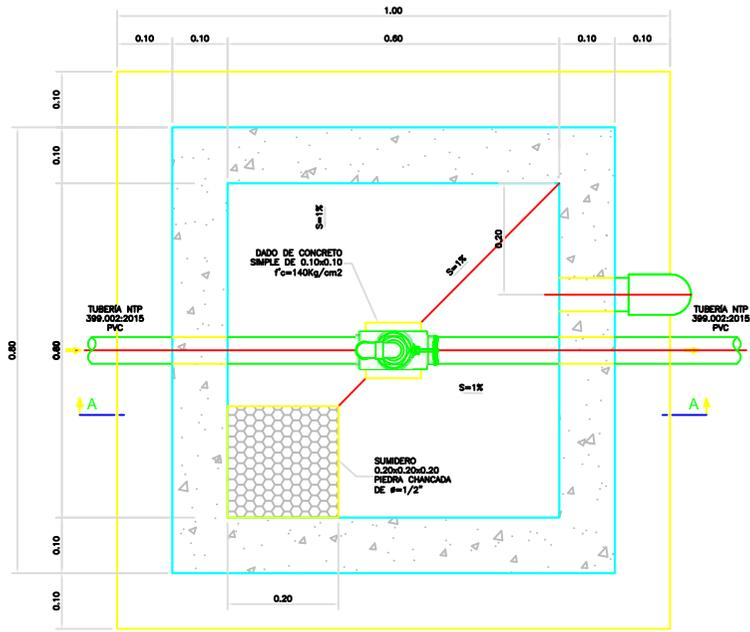 1.00
0.10
0.10
0.60
0.10
0.10
0.10
0.10
S=1%
0.20
DADO DE CONCRETO
SIMPLE DE 0.10x0.10
f'c=140Kg/cm2
S=1%
TUBERÍA NTP
399.002:2015
PVC
TUBERÍA NTP
399.002:2015
PVC
0.80
0.60
S=1%
A
A
SUMIDERO
0.20x0.20x0.20
PIEDRA CHANCADA
DE ø=1/2"
0.10
0.20
0.10